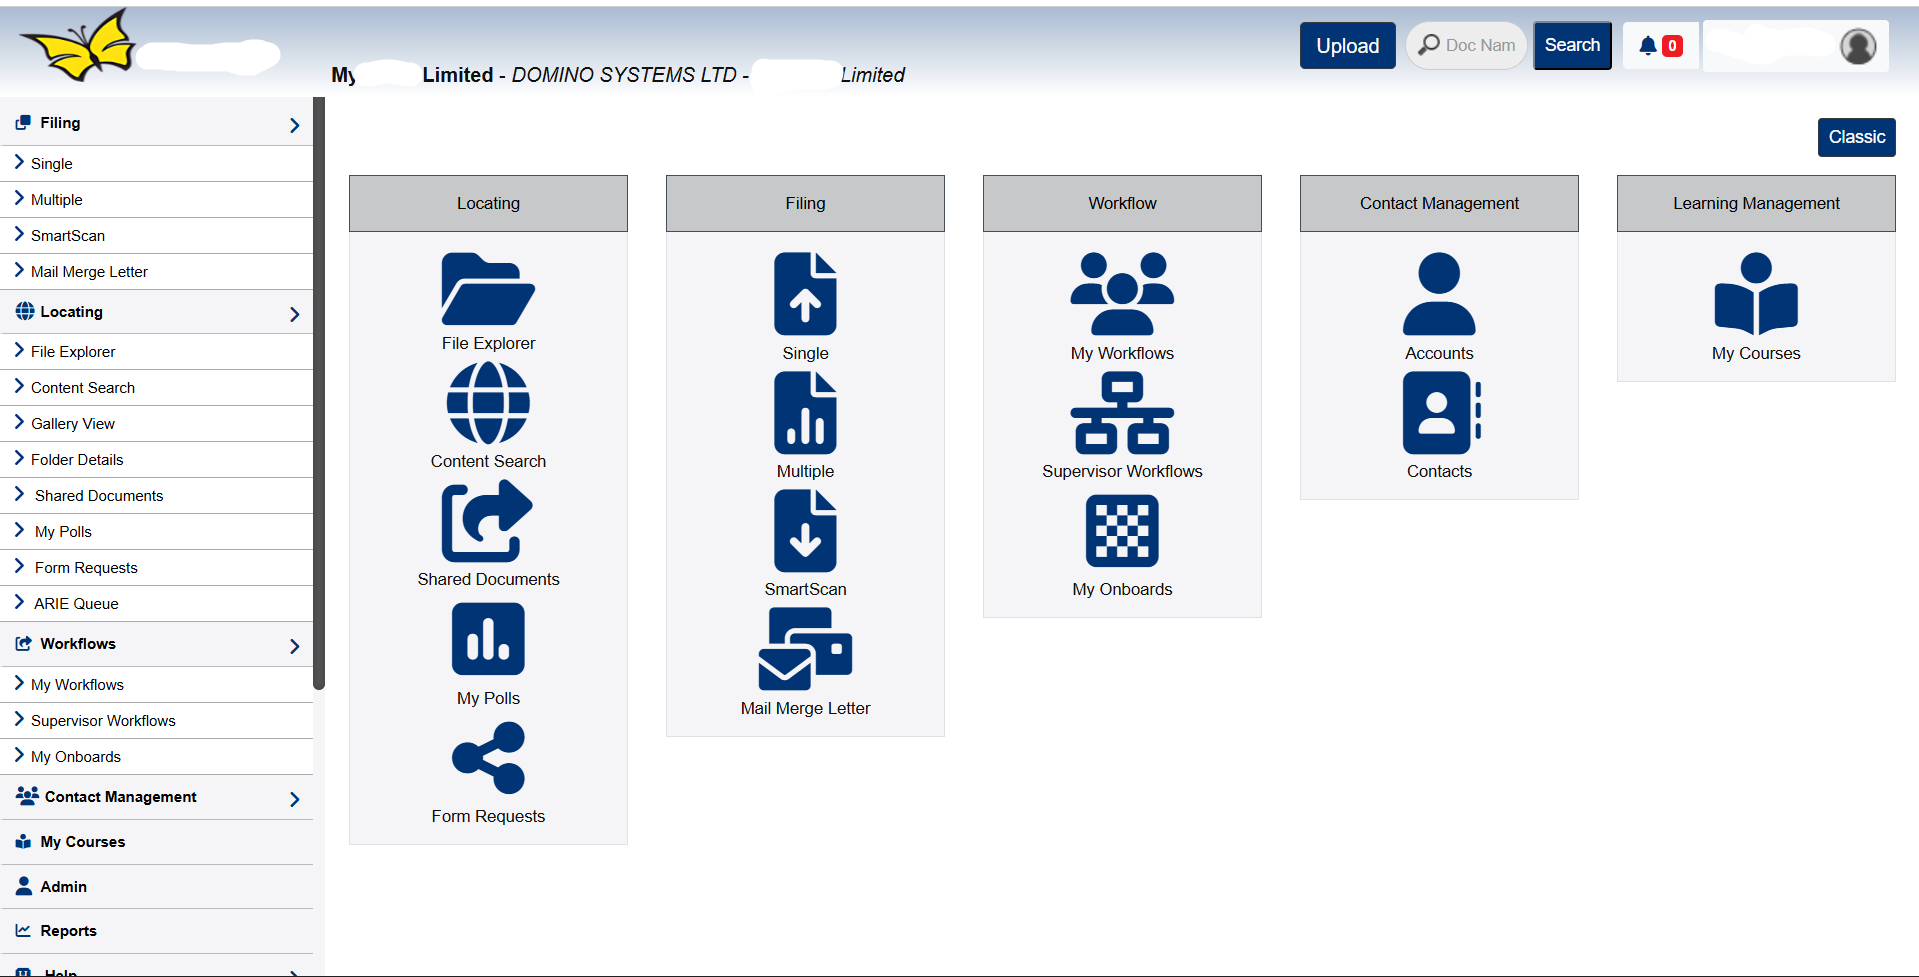 Upload
Doc Nam
Search
0
My Limited - DOMINO SYSTEMS LTD - Limited
Classic
Filing
Single
Multiple
SmartScan
Mail Merge Letter
Locating
File Explorer
Content Search
Gallery View
Folder Details
Shared Documents
My Polls
Form Requests
ARIE Queue
Workflows
My Workflows
Supervisor Workflows
My Onboards
Contact Management
My Courses
Admin
Reports
Help
Locating
File Explorer
Content Search
Shared Documents
My Polls
Form Requests
Filing
Single
Multiple
SmartScan
Mail Merge Letter
Workflow
My Workflows
Supervisor Workflows
My Onboards
Contact Management
Accounts
Contacts
Learning Management
My Courses